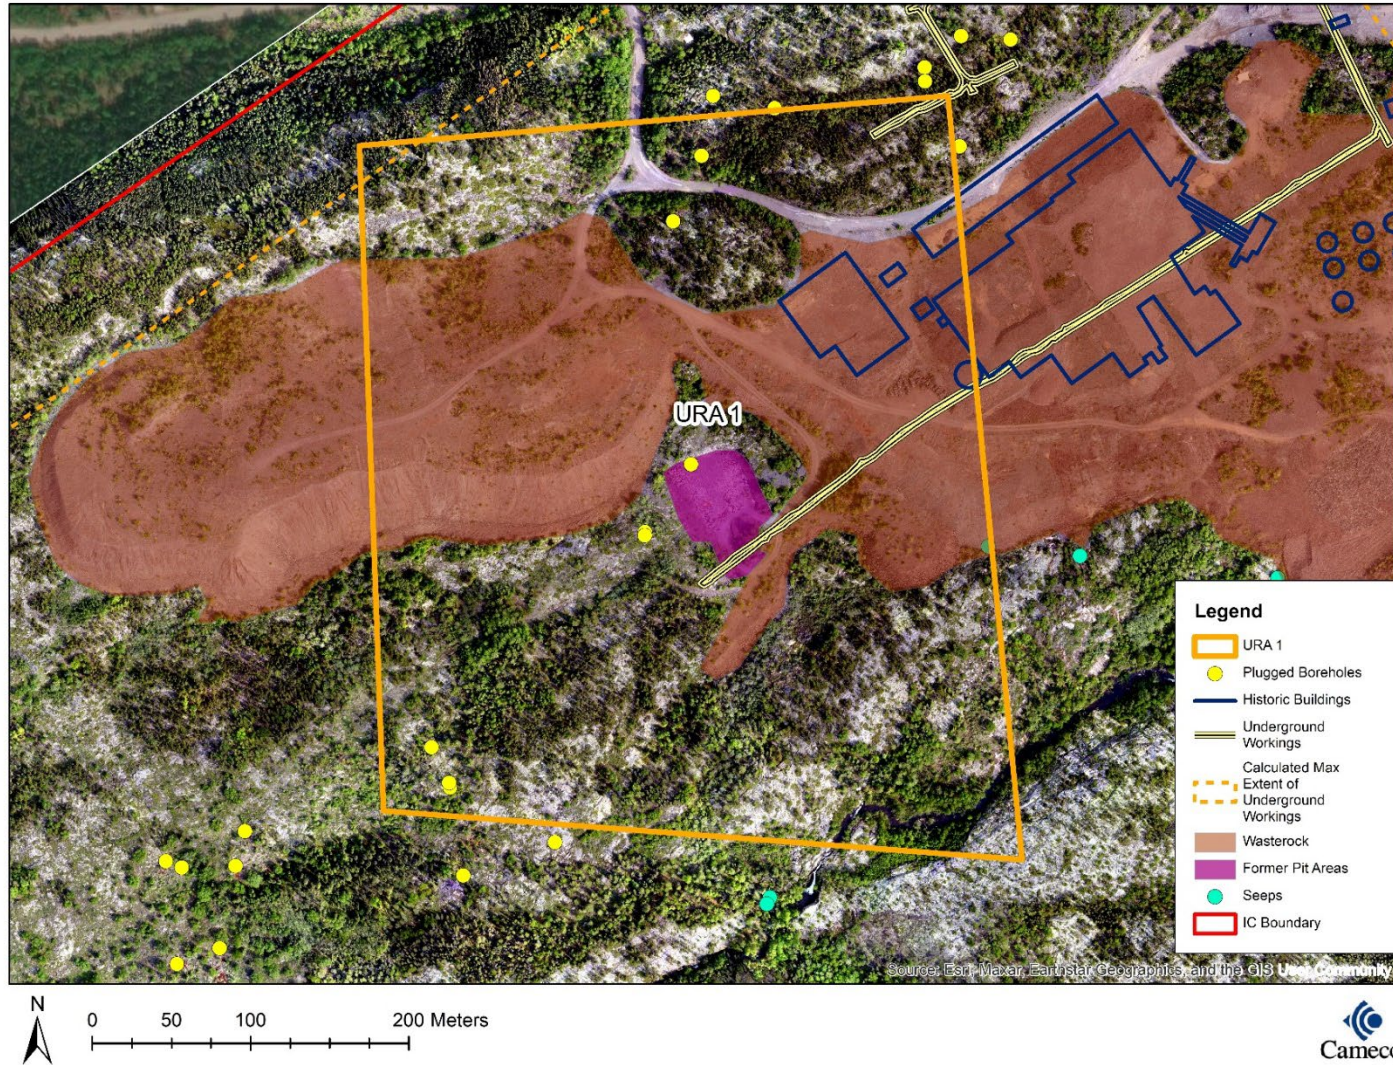 URA 1
Legend
URA 1
Plugged Boreholes
Historic Buildings
Underground
Workings
Calculated Max
Extent of
Underground
Workings
Wasterock
Former Pit Areas
Seeps
IC Boundary
Source: Esri, Maxar, Earthstar Geographics, and the GIS User Community
N
0 50 100 200 Meters
Cameco